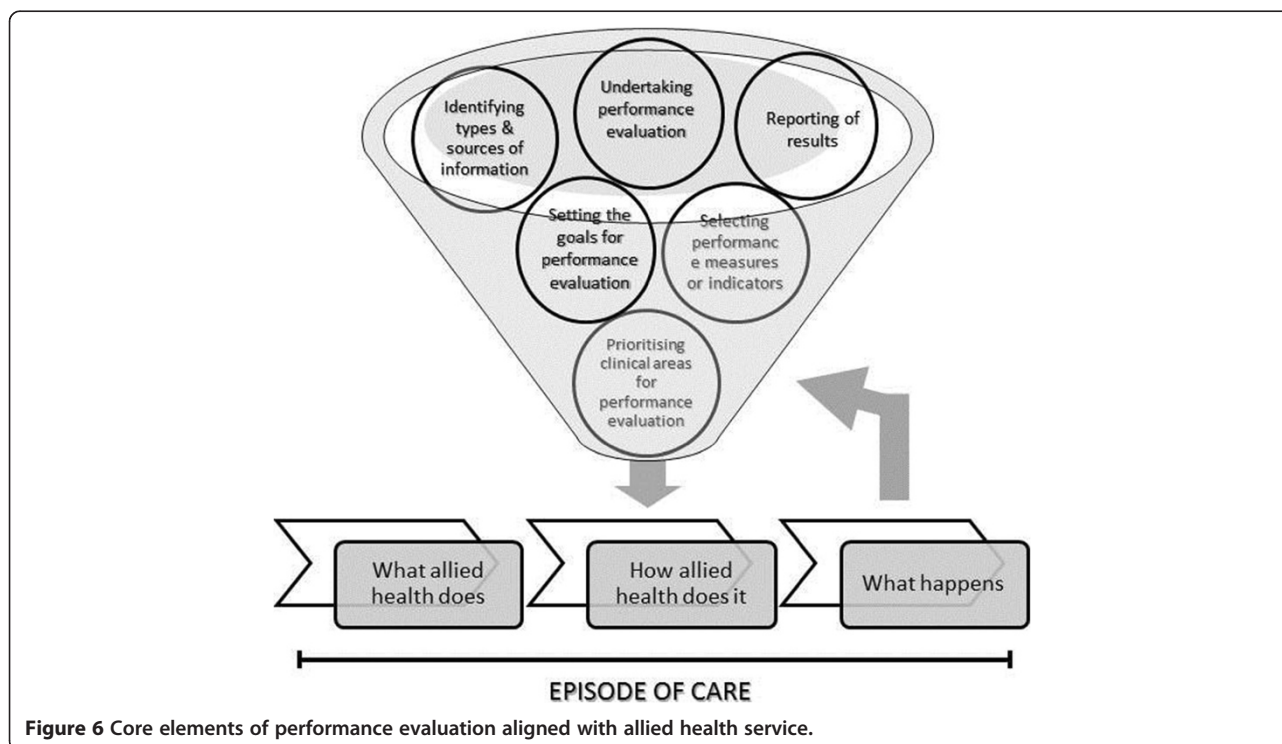 Identifying
types &
sources of
information
Undertaking
performance
evaluation
Reporting of
results
Setting the
goals for
performance
evaluation
Selecting
performanc
e measures
or indicators
Prioritising
clinical areas
for
performance
evaluation
What allied
health does
How allied
health does it
What happens
EPISODE OF CARE
Figure 6 Core elements of performance evaluation aligned with allied health service.